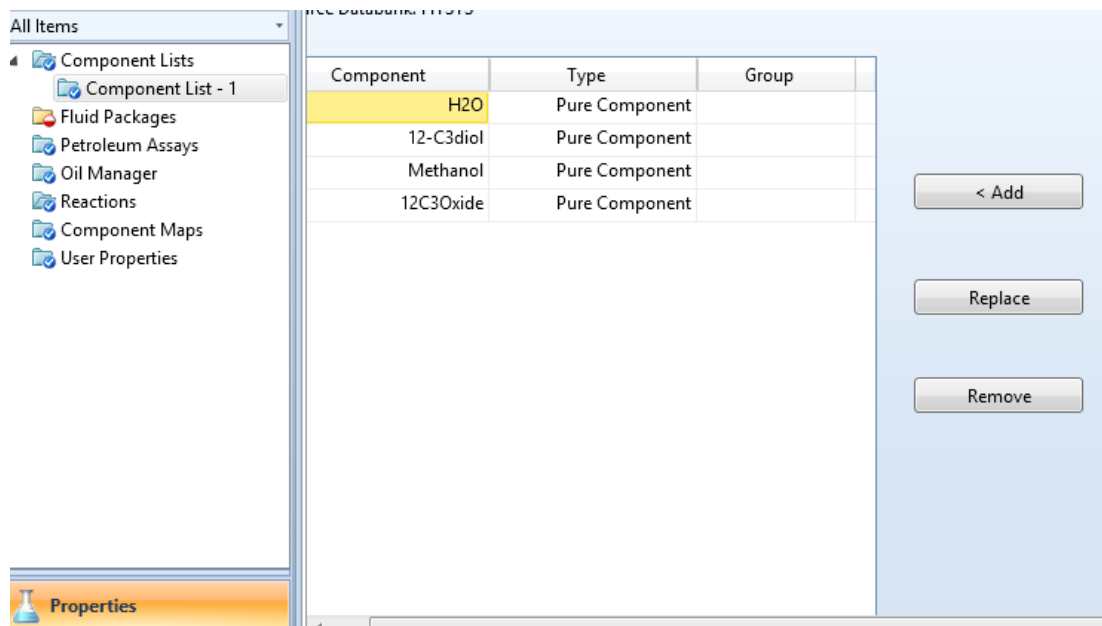 All Items
Component Lists
Component List - 1
Fluid Packages
Petroleum Assays
Oil Manager
Reactions
Component Maps
User Properties
Properties
Component Type Group
H2O Pure Component
12-C3diol Pure Component
Methanol Pure Component
12C3Oxide Pure Component
< Add
Replace
Remove